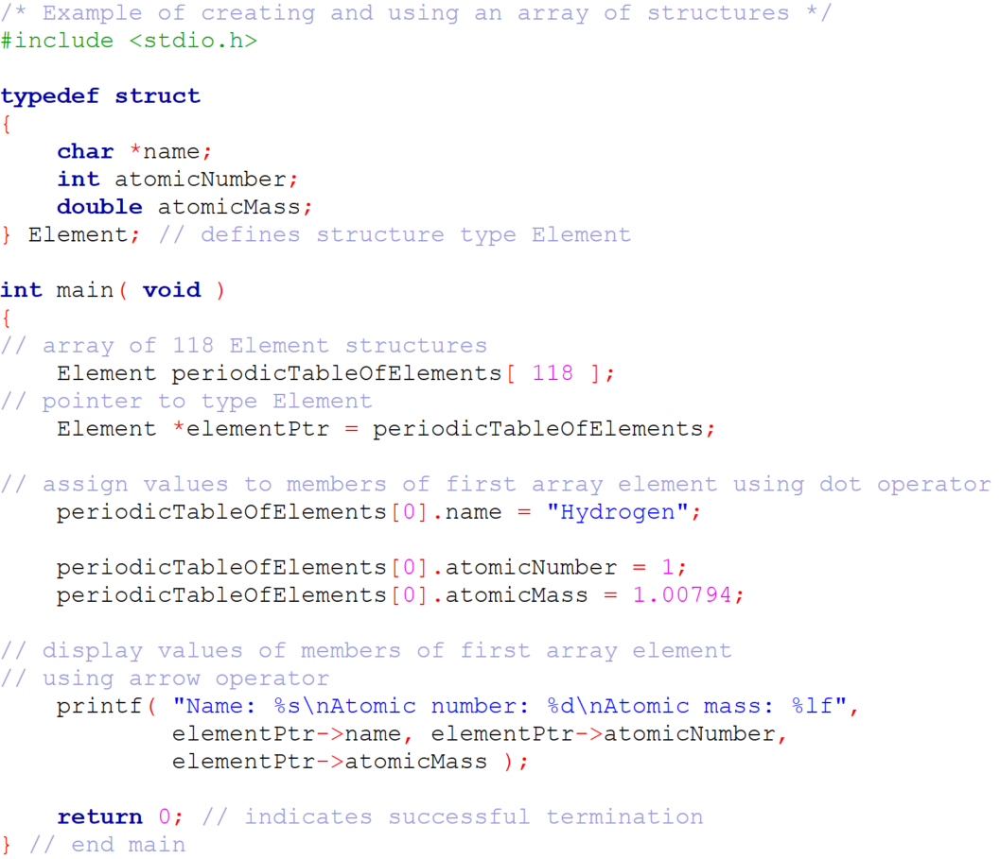 /* Example of creating and using an array of structures */
#include <stdio.h>
typedef struct
{
    char *name;
    int atomicNumber;
    double atomicMass;
} Element; // defines structure type Element
int main( void )
{
// array of 118 Element structures
    Element periodicTableOfElements[ 118 ];
// pointer to type Element
    Element *elementPtr = periodicTableOfElements;
// assign values to members of first array element using dot operator
    periodicTableOfElements[0].name = "Hydrogen";
    periodicTableOfElements[0].atomicNumber = 1;
    periodicTableOfElements[0].atomicMass = 1.00794;
// display values of members of first array element
// using arrow operator
    printf( "Name: %s\nAtomic number: %d\nAtomic mass: %lf",
            elementPtr->name, elementPtr->atomicNumber,
            elementPtr->atomicMass );
    return 0; // indicates successful termination
} // end main